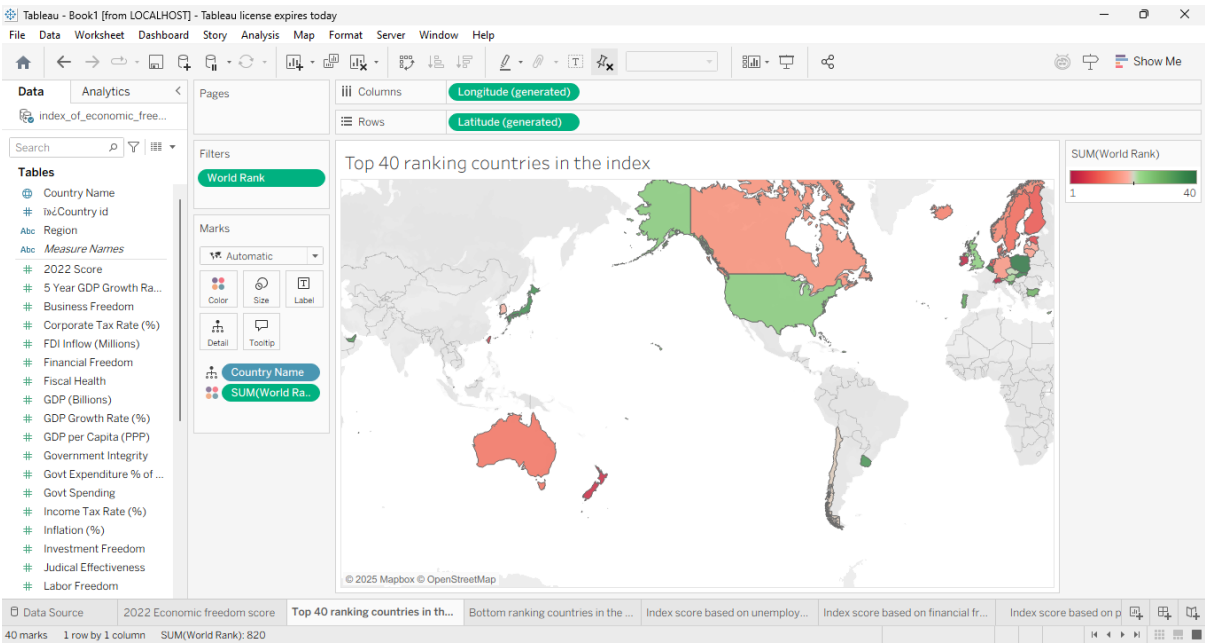 Tableau - Book1 [from LOCALHOST] - Tableau license expires today
File Data Worksheet Dashboard Story Analysis Map Format Server Window Help
Show Me
Data Analytics
index_of_economic_free...
Search
Tables
Country Name
ï»¿Country id
Region
Measure Names
2022 Score
5 Year GDP Growth Ra...
Business Freedom
Corporate Tax Rate (%)
FDI Inflow (Millions)
Financial Freedom
Fiscal Health
GDP (Billions)
GDP Growth Rate (%)
GDP per Capita (PPP)
Government Integrity
Govt Expenditure % of ...
Govt Spending
Income Tax Rate (%)
Inflation (%)
Investment Freedom
Judical Effectiveness
Labor Freedom
Pages
Filters
World Rank
Marks
Automatic
Color Size Label
Detail Tooltip
Country Name
SUM(World Ra..
Columns Longitude (generated)
Rows Latitude (generated)
Top 40 ranking countries in the index
© 2025 Mapbox © OpenStreetMap
SUM(World Rank)
1 40
Data Source 2022 Economic freedom score Top 40 ranking countries in th... Bottom ranking countries in the ... Index score based on unemploy... Index score based on financial fr... Index score based on p
40 marks 1 row by 1 column SUM(World Rank): 820